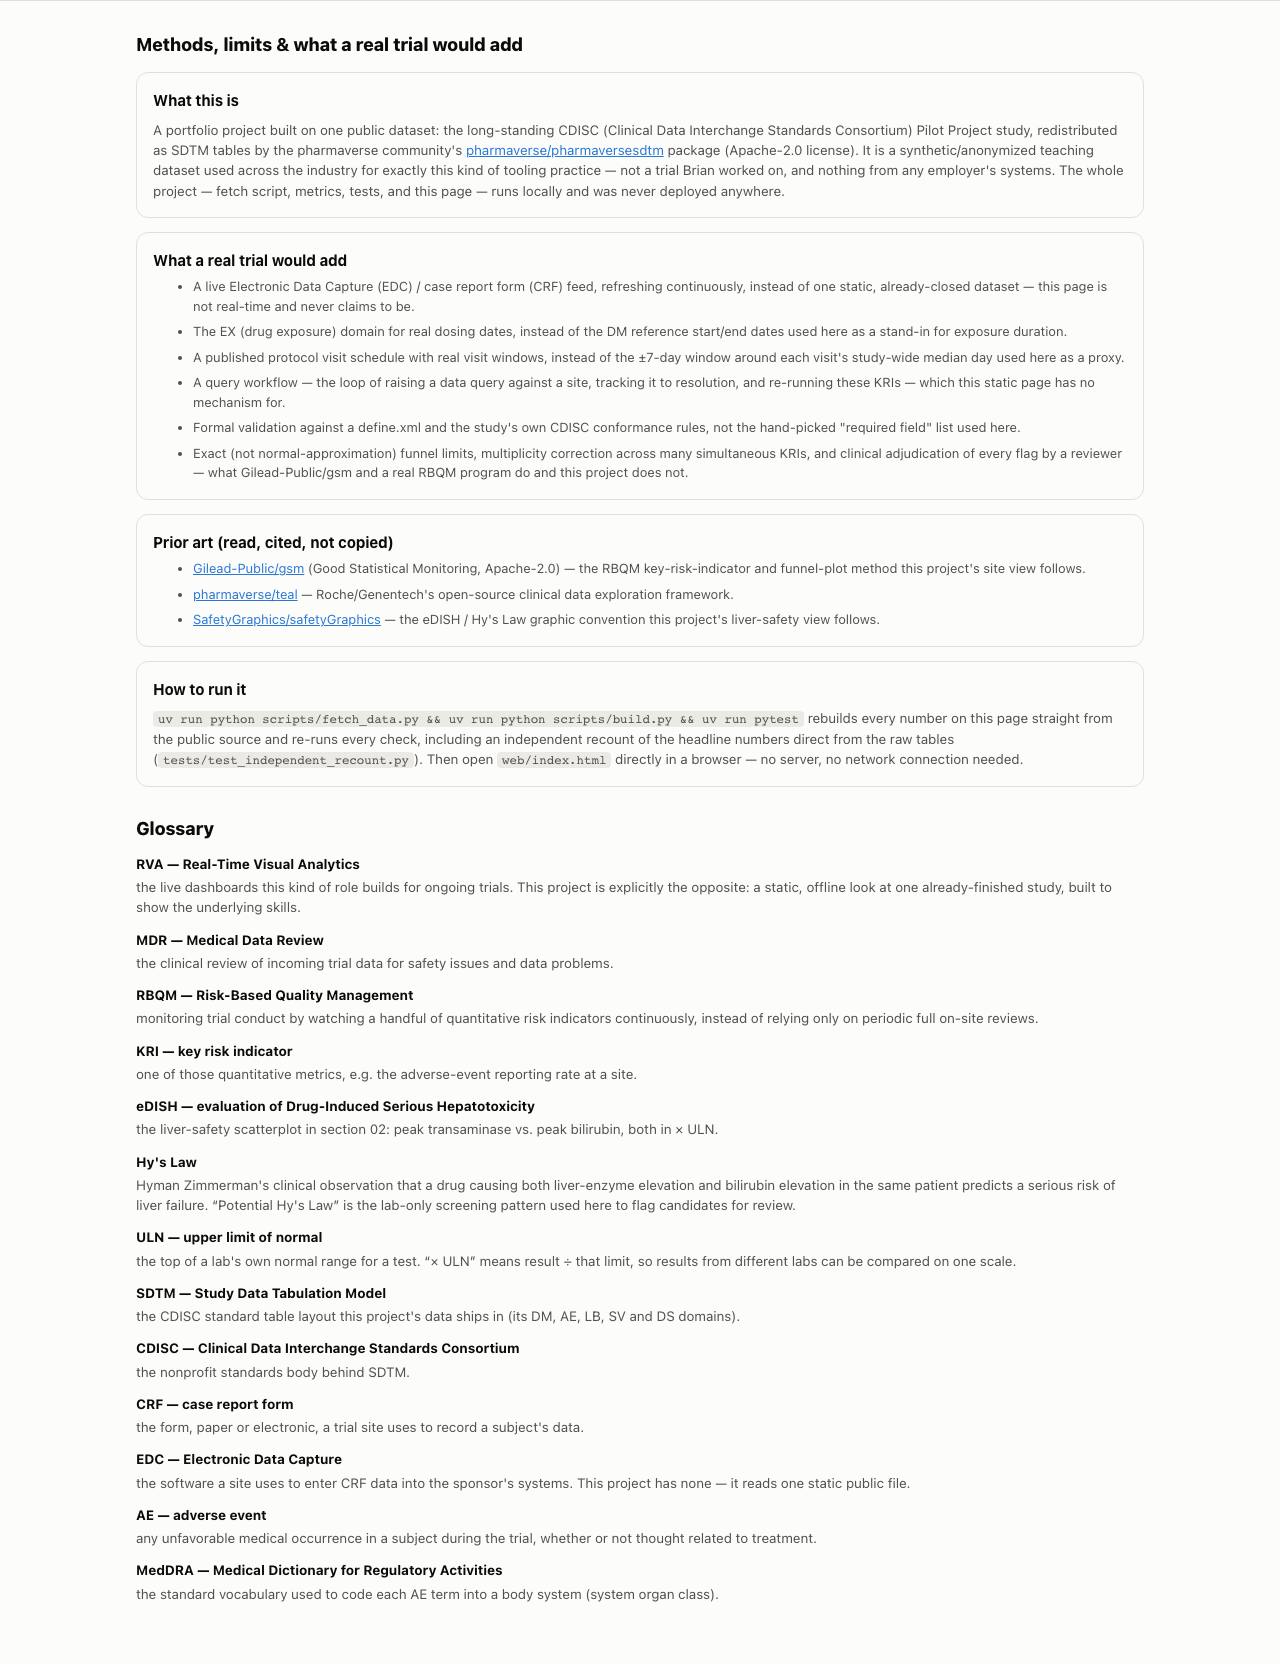 Methods, limits & what a real trial would add
What this is
A portfolio project built on one public dataset: the long-standing CDISC (Clinical Data Interchange Standards Consortium) Pilot Project study, redistributed
as SDTM tables by the pharmaverse community's pharmaverse/pharmaversesdtm package (Apache-2.0 license). It is a synthetic/anonymized teaching
dataset used across the industry for exactly this kind of tooling practice — not a trial Brian worked on, and nothing from any employer's systems. The whole
project — fetch script, metrics, tests, and this page — runs locally and was never deployed anywhere.
What a real trial would add
• A live Electronic Data Capture (EDC) / case report form (CRF) feed, refreshing continuously, instead of one static, already-closed dataset — this page is
not real-time and never claims to be.
• The EX (drug exposure) domain for real dosing dates, instead of the DM reference start/end dates used here as a stand-in for exposure duration.
• A published protocol visit schedule with real visit windows, instead of the ±7-day window around each visit's study-wide median day used here as a proxy.
• A query workflow — the loop of raising a data query against a site, tracking it to resolution, and re-running these KRIs — which this static page has no
mechanism for.
• Formal validation against a define.xml and the study's own CDISC conformance rules, not the hand-picked "required field" list used here.
• Exact (not normal-approximation) funnel limits, multiplicity correction across many simultaneous KRIs, and clinical adjudication of every flag by a reviewer
— what Gilead-Public/gsm and a real RBQM program do and this project does not.
Prior art (read, cited, not copied)
• Gilead-Public/gsm (Good Statistical Monitoring, Apache-2.0) — the RBQM key-risk-indicator and funnel-plot method this project's site view follows.
• pharmaverse/teal — Roche/Genentech's open-source clinical data exploration framework.
• SafetyGraphics/safetyGraphics — the eDISH / Hy's Law graphic convention this project's liver-safety view follows.
How to run it
uv run python scripts/fetch_data.py && uv run python scripts/build.py && uv run pytest rebuilds every number on this page straight from
the public source and re-runs every check, including an independent recount of the headline numbers direct from the raw tables
(tests/test_independent_recount.py). Then open web/index.html directly in a browser — no server, no network connection needed.
Glossary
RVA — Real-Time Visual Analytics
the live dashboards this kind of role builds for ongoing trials. This project is explicitly the opposite: a static, offline look at one already-finished study, built to
show the underlying skills.
MDR — Medical Data Review
the clinical review of incoming trial data for safety issues and data problems.
RBQM — Risk-Based Quality Management
monitoring trial conduct by watching a handful of quantitative risk indicators continuously, instead of relying only on periodic full on-site reviews.
KRI — key risk indicator
one of those quantitative metrics, e.g. the adverse-event reporting rate at a site.
eDISH — evaluation of Drug-Induced Serious Hepatotoxicity
the liver-safety scatterplot in section 02: peak transaminase vs. peak bilirubin, both in × ULN.
Hy's Law
Hyman Zimmerman's clinical observation that a drug causing both liver-enzyme elevation and bilirubin elevation in the same patient predicts a serious risk of
liver failure. “Potential Hy's Law” is the lab-only screening pattern used here to flag candidates for review.
ULN — upper limit of normal
the top of a lab's own normal range for a test. “× ULN” means result ÷ that limit, so results from different labs can be compared on one scale.
SDTM — Study Data Tabulation Model
the CDISC standard table layout this project's data ships in (its DM, AE, LB, SV and DS domains).
CDISC — Clinical Data Interchange Standards Consortium
the nonprofit standards body behind SDTM.
CRF — case report form
the form, paper or electronic, a trial site uses to record a subject's data.
EDC — Electronic Data Capture
the software a site uses to enter CRF data into the sponsor's systems. This project has none — it reads one static public file.
AE — adverse event
any unfavorable medical occurrence in a subject during the trial, whether or not thought related to treatment.
MedDRA — Medical Dictionary for Regulatory Activities
the standard vocabulary used to code each AE term into a body system (system organ class).